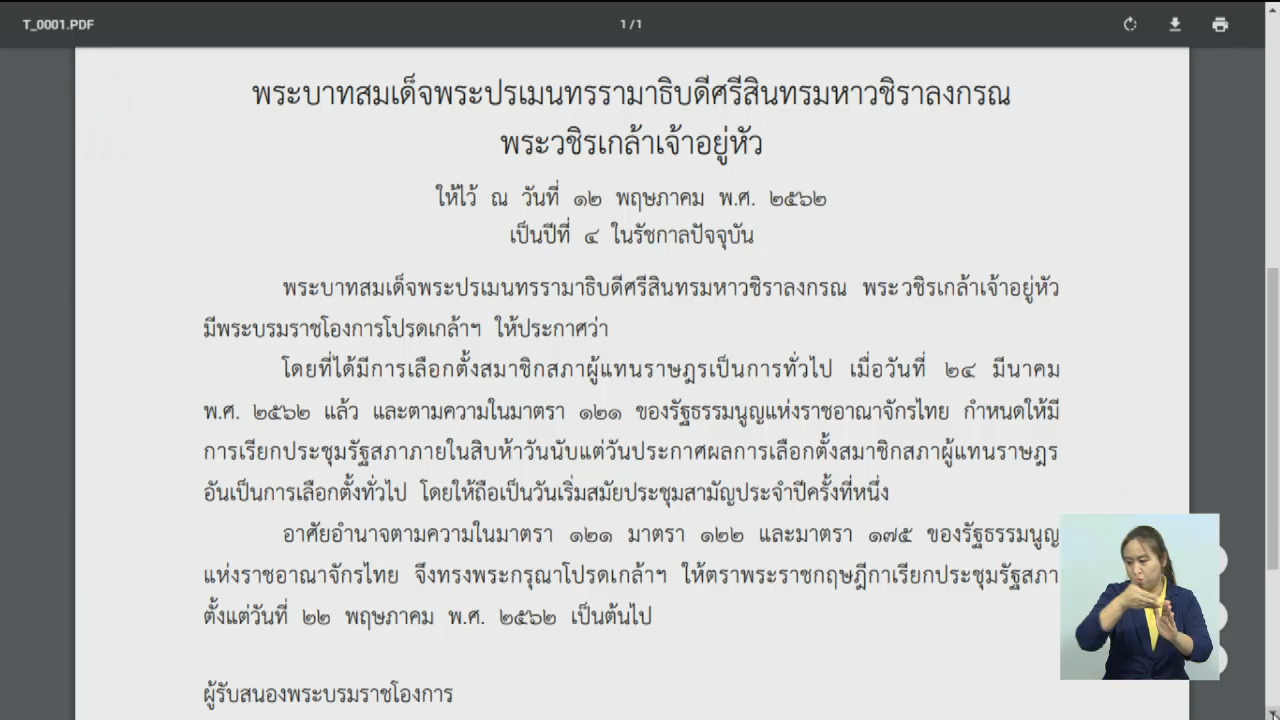 T_0001.PDF
1 / 1
พระบาทสมเด็จพระปรเมนทรรามาธิบดีศรีสินทรมหาวชิราลงกรณ
พระวชิรเกล้าเจ้าอยู่หัว
ให้ไว้ ณ วันที่ ๑๒ พฤษภาคม พ.ศ. ๒๕๖๒
เป็นปีที่ ๔ ในรัชกาลปัจจุบัน
พระบาทสมเด็จพระปรเมนทรรามาธิบดีศรีสินทรมหาวชิราลงกรณ พระวชิรเกล้าเจ้าอยู่หัว
มีพระบรมราชโองการโปรดเกล้าฯ ให้ประกาศว่า
โดยที่ได้มีการเลือกตั้งสมาชิกสภาผู้แทนราษฎรเป็นการทั่วไป เมื่อวันที่ ๒๔ มีนาคม
พ.ศ. ๒๕๖๒ แล้ว และตามความในมาตรา ๑๒๑ ของรัฐธรรมนูญแห่งราชอาณาจักรไทย กำหนดให้มี
การเรียกประชุมรัฐสภาภายในสิบห้าวันนับแต่วันประกาศผลการเลือกตั้งสมาชิกสภาผู้แทนราษฎร
อันเป็นการเลือกตั้งทั่วไป โดยให้ถือเป็นวันเริ่มสมัยประชุมสามัญประจำปีครั้งที่หนึ่ง
อาศัยอำนาจตามความในมาตรา ๑๒๑ มาตรา ๑๒๒ และมาตรา ๑๗๕ ของรัฐธรรมนูญ
แห่งราชอาณาจักรไทย จึงทรงพระกรุณาโปรดเกล้าฯ ให้ตราพระราชกฤษฎีกาเรียกประชุมรัฐสภา
ตั้งแต่วันที่ ๒๒ พฤษภาคม พ.ศ. ๒๕๖๒ เป็นต้นไป
ผู้รับสนองพระบรมราชโองการ